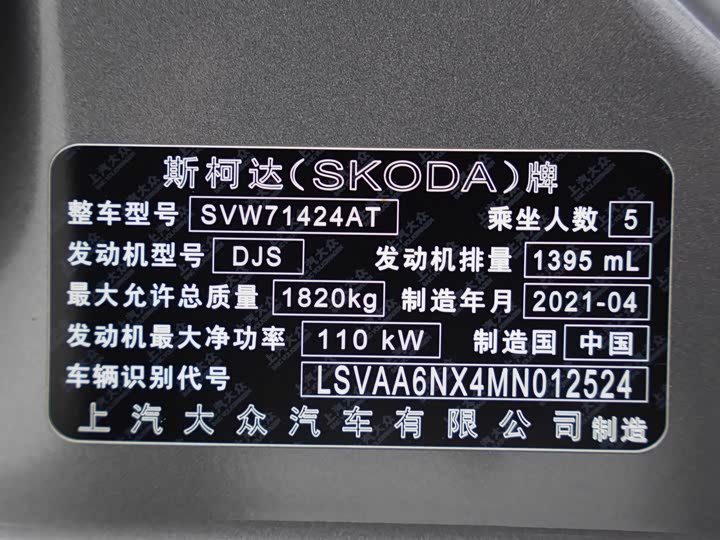 斯柯达(SKODA)牌
整车型号 SVW71424AT 乘坐人数 5
发动机型号 DJS 发动机排量 1395 mL
最大允许总质量 1820kg 制造年月 2021-04
发动机最大净功率 110 kW 制造国 中国
车辆识别代号 LSVAA6NX4MN012524
上汽大众汽车有限公司制造